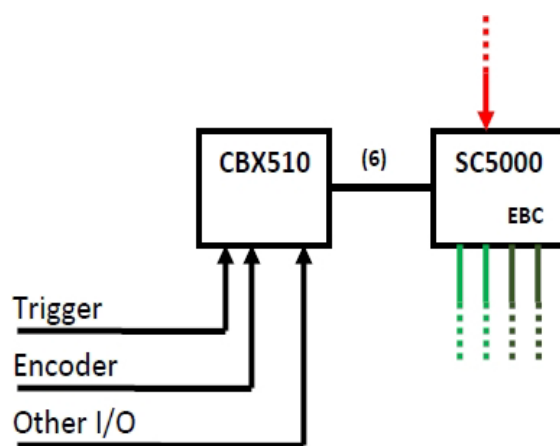 CBX510
(6)
SC5000
EBC
Trigger
Encoder
Other I/O